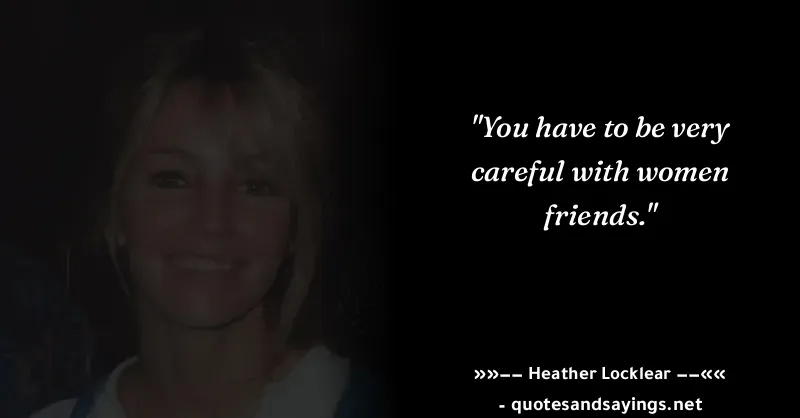 "You have to be very
careful with women
friends."
»»–– Heather Locklear ––««
- quotesandsayings.net